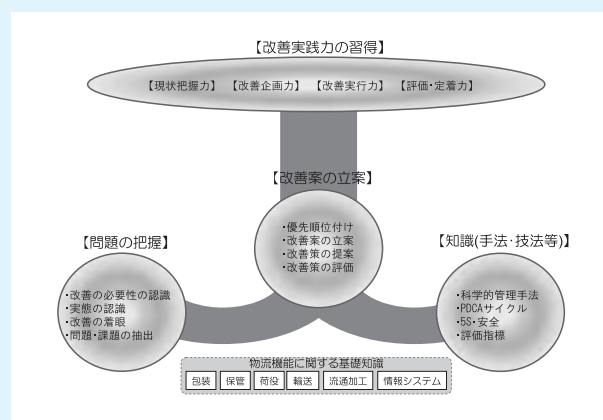 【改善実践力の習得】
【現状把握力】 【改善企画力】 【改善実行力】 【評価・定着力】
【改善案の立案】
・優先順位付け
・改善案の立案
・改善策の提案
・改善策の評価
【問題の把握】
・改善の必要性の認識
・実態の認識
・改善の着眼
・問題・課題の抽出
【知識(手法・技法等)】
・科学的管理手法
・PDCAサイクル
・5S・安全
・評価指標
物流機能に関する基礎知識
包装 保管 荷役 輸送 流通加工 情報システム